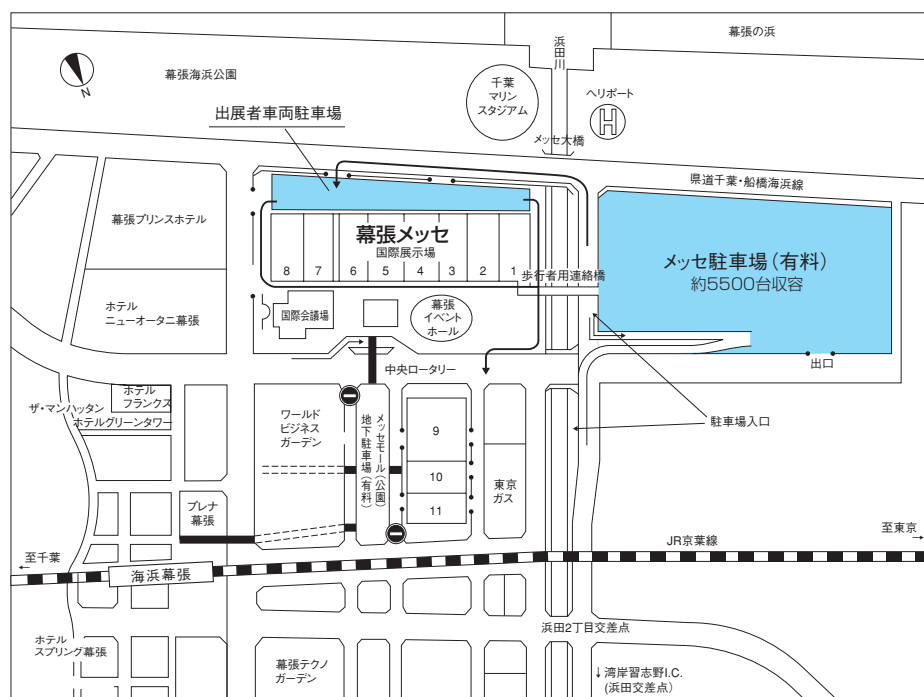 幕張の浜
浜田川
幕張海浜公園
N
千葉
マリン
スタジアム
ヘリポート
H
出展者車両駐車場
メッセ大橋
県道千葉・船橋海浜線
幕張プリンスホテル
幕張メッセ
国際展示場
8 7 6 5 4 3 2 1
歩行者用連絡橋
メッセ駐車場(有料)
約5500台収容
ホテル
ニューオータニ幕張
国際会議場
幕張
イベント
ホール
中央ロータリー
出口
ホテル
フランクス
ザ・マンハッタン
ホテルグリーンタワー
ワールド
ビジネス
ガーデン
メッセモール(公園)
地下駐車場(有料)
9
10
11
東京
ガス
駐車場入口
プレナ
幕張
至千葉
海浜幕張
JR京葉線
至東京
浜田2丁目交差点
ホテル
スプリング幕張
幕張テクノ
ガーデン
↓湾岸習志野I.C.
(浜田交差点)